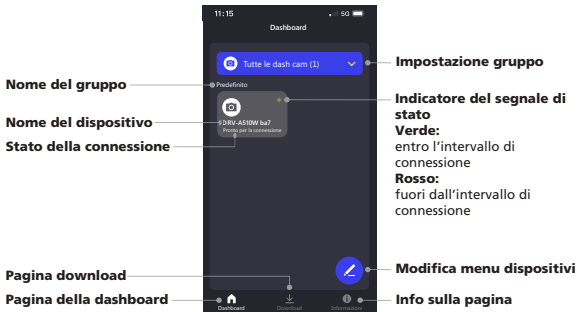 11:15
5G
Dashboard
Tutte le dash cam (1)
Impostazione gruppo
Nome del gruppo
Predefinito
Indicatore del segnale di
stato
Verde:
entro l'intervallo di
connessione
Rosso:
fuori dall'intervallo di
connessione
Nome del dispositivo
DRV-A510W ba7
Stato della connessione
Pronto per la connessione
Modifica menu dispositivi
Pagina download
Pagina della dashboard
Dashboard
Download
Informazioni
Info sulla pagina